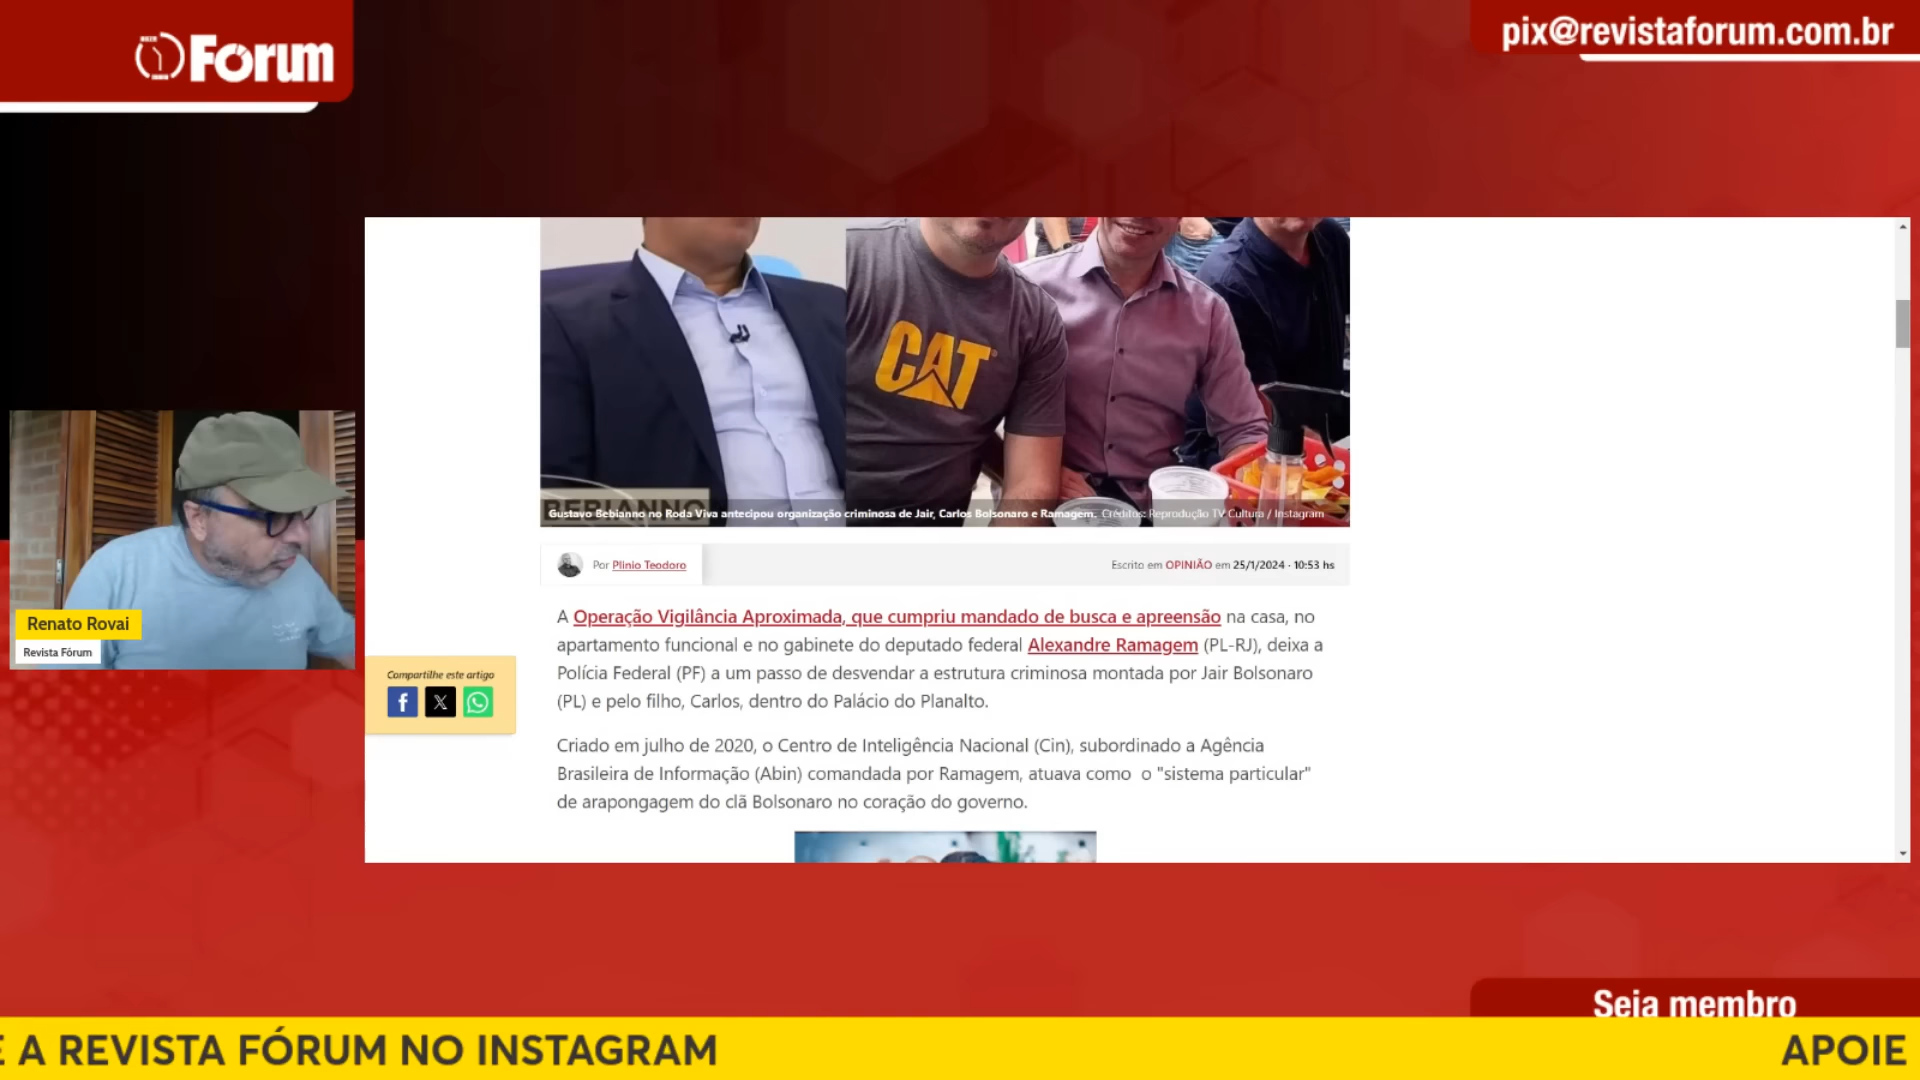 Forum
pix@revistaforum.com.br
CAT
BEBIANNO
Gustavo Bebianno no Roda Viva antecipou organização criminosa de Jair, Carlos Bolsonaro e Ramagem. Créditos: Reprodução TV Cultura / Instagram
Por Plinio Teodoro
Escrito em OPINIÃO em 25/1/2024 · 10:53 hs
A Operação Vigilância Aproximada, que cumpriu mandado de busca e apreensão na casa, no
apartamento funcional e no gabinete do deputado federal Alexandre Ramagem (PL-RJ), deixa a
Polícia Federal (PF) a um passo de desvendar a estrutura criminosa montada por Jair Bolsonaro
(PL) e pelo filho, Carlos, dentro do Palácio do Planalto.
Criado em julho de 2020, o Centro de Inteligência Nacional (Cin), subordinado a Agência
Brasileira de Informação (Abin) comandada por Ramagem, atuava como o "sistema particular"
de arapongagem do clã Bolsonaro no coração do governo.
Renato Rovai
Revista Fórum
Compartilhe este artigo
Seja membro
E A REVISTA FÓRUM NO INSTAGRAM
APOIE